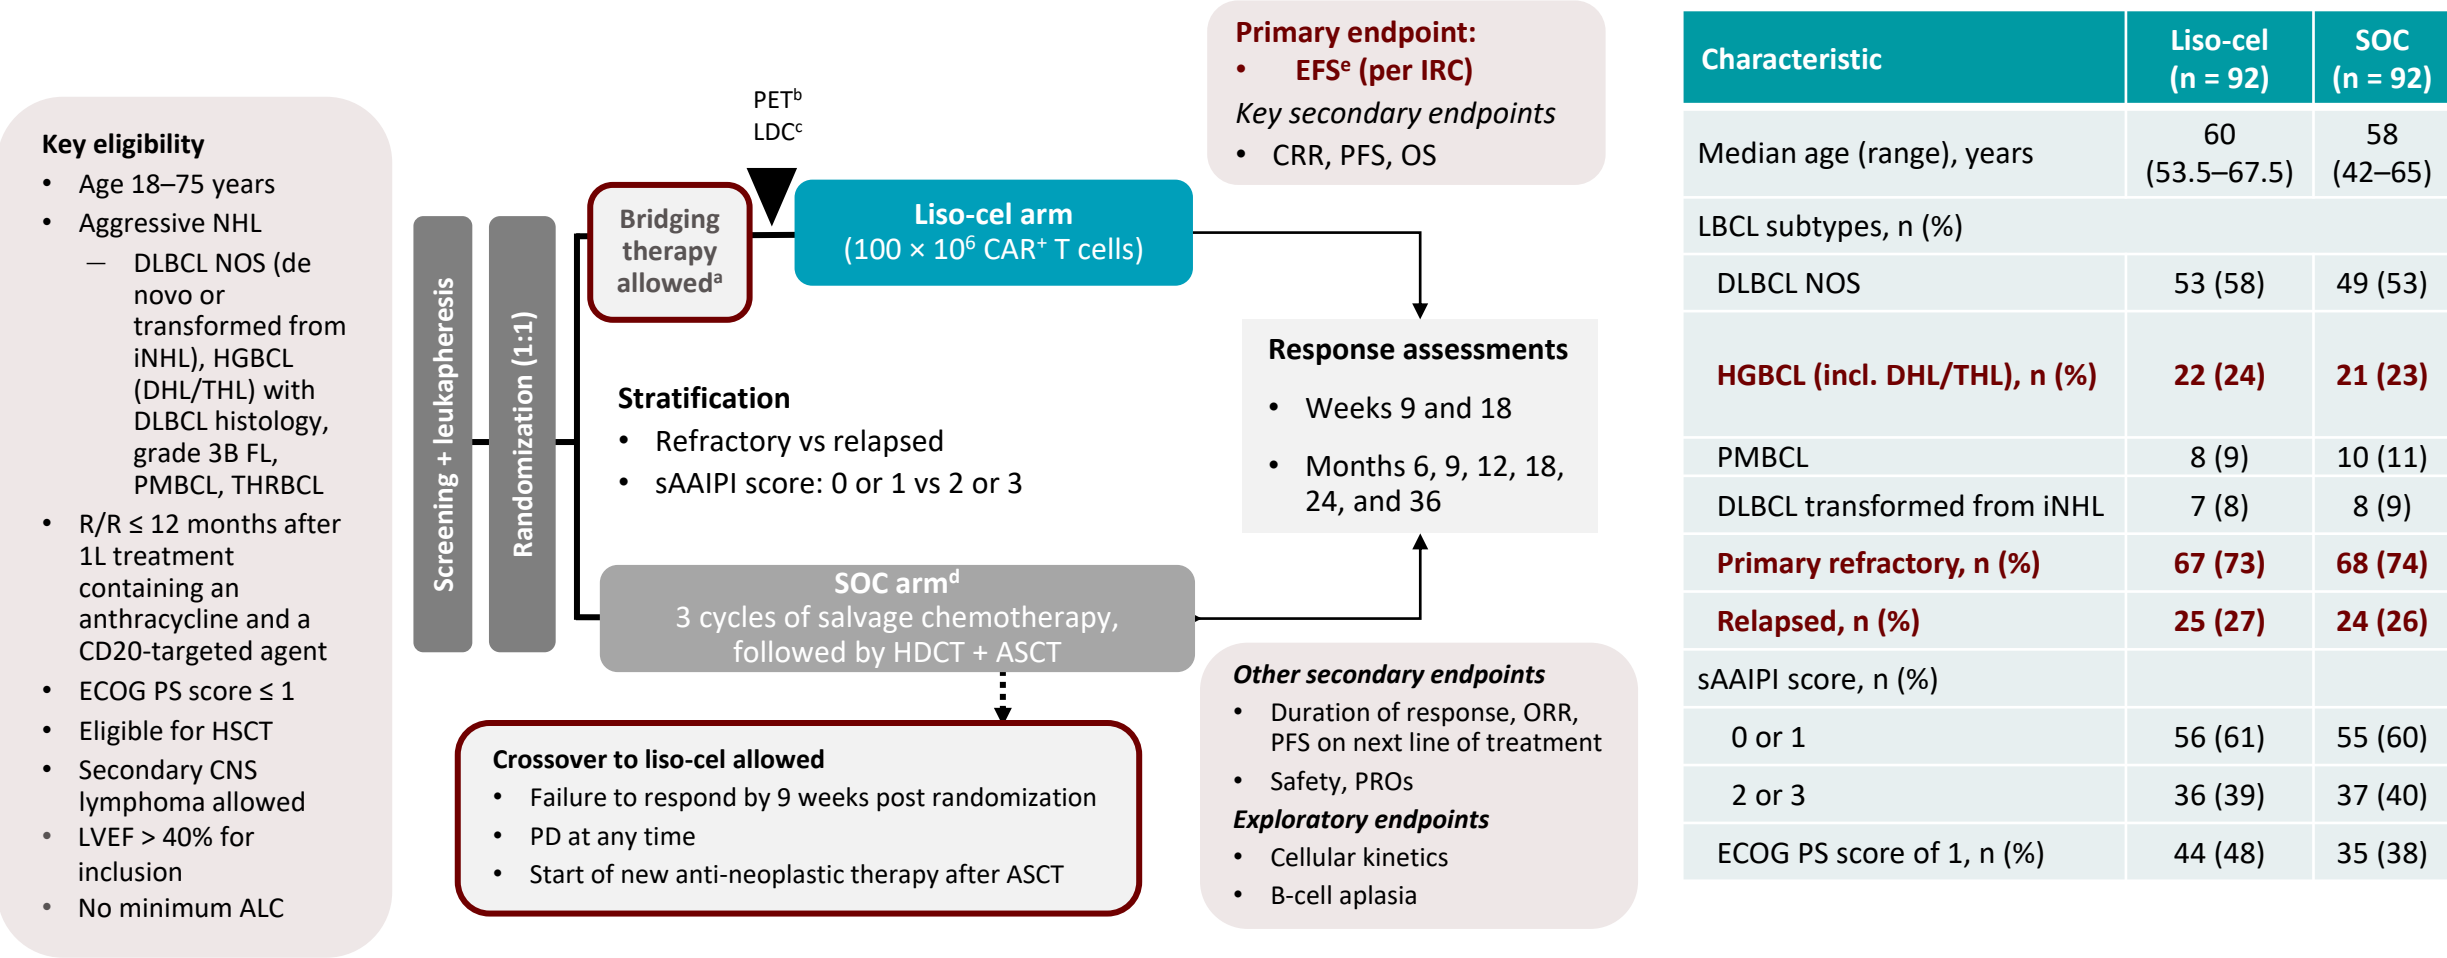 Key eligibility
• Age 18–75 years
• Aggressive NHL
— DLBCL NOS (de
novo or
transformed from
iNHL), HGBCL
(DHL/THL) with
DLBCL histology,
grade 3B FL,
PMBCL, THRBCL
• R/R ≤ 12 months after
1L treatment
containing an
anthracycline and a
CD20-targeted agent
• ECOG PS score ≤ 1
• Eligible for HSCT
• Secondary CNS
lymphoma allowed
• LVEF > 40% for
inclusion
• No minimum ALC
Screening + leukapheresis
Randomization (1:1)
Bridging
therapy
allowedᵃ
PETᵇ
LDCᶜ
Liso-cel arm
(100 × 10⁶ CAR⁺ T cells)
Stratification
• Refractory vs relapsed
• sAAIPI score: 0 or 1 vs 2 or 3
SOC armᵈ
3 cycles of salvage chemotherapy,
followed by HDCT + ASCT
Crossover to liso-cel allowed
• Failure to respond by 9 weeks post randomization
• PD at any time
• Start of new anti-neoplastic therapy after ASCT
Primary endpoint:
• EFSᵉ (per IRC)
Key secondary endpoints
• CRR, PFS, OS
Response assessments
• Weeks 9 and 18
• Months 6, 9, 12, 18,
24, and 36
Other secondary endpoints
• Duration of response, ORR,
PFS on next line of treatment
• Safety, PROs
Exploratory endpoints
• Cellular kinetics
• B-cell aplasia
Characteristic Liso-cel (n = 92) SOC (n = 92)
Median age (range), years 60 (53.5–67.5) 58 (42–65)
LBCL subtypes, n (%)
DLBCL NOS 53 (58) 49 (53)
HGBCL (incl. DHL/THL), n (%) 22 (24) 21 (23)
PMBCL 8 (9) 10 (11)
DLBCL transformed from iNHL 7 (8) 8 (9)
Primary refractory, n (%) 67 (73) 68 (74)
Relapsed, n (%) 25 (27) 24 (26)
sAAIPI score, n (%)
0 or 1 56 (61) 55 (60)
2 or 3 36 (39) 37 (40)
ECOG PS score of 1, n (%) 44 (48) 35 (38)